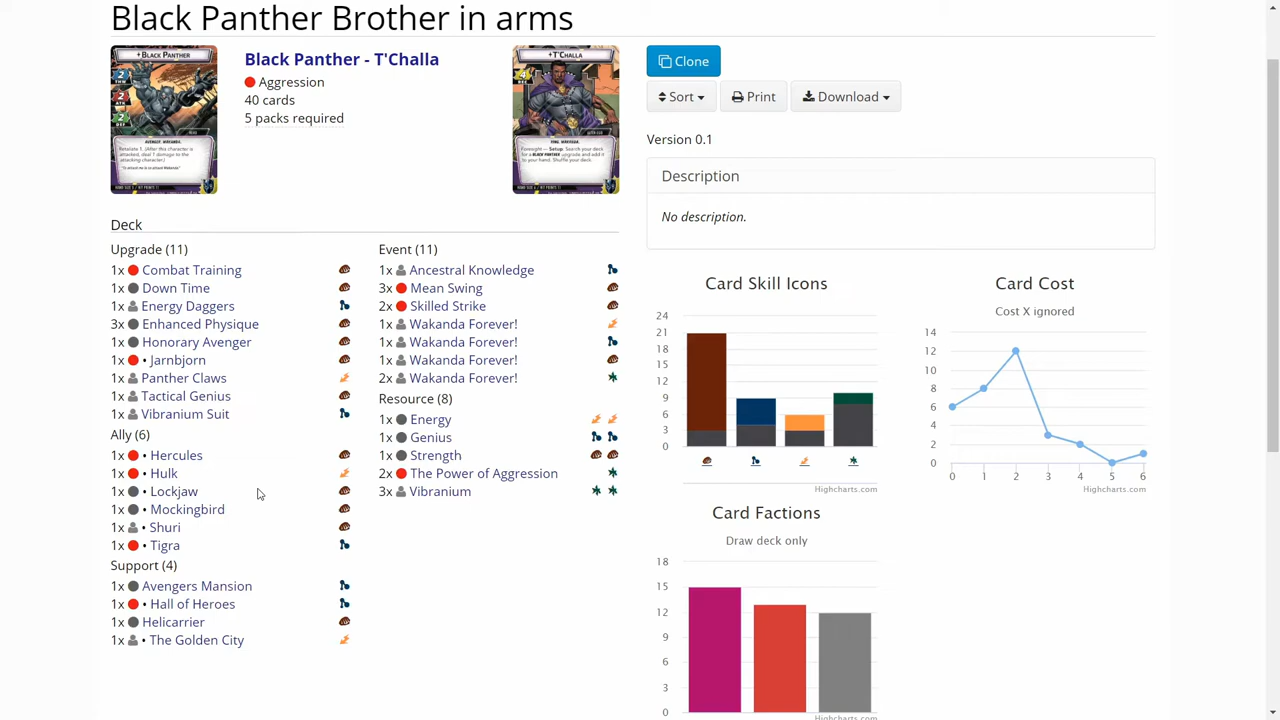 Black Panther Brother in arms
BLACK PANTHER
Black Panther - T'Challa
Aggression
40 cards
5 packs required
T'CHALLA
Clone
Sort
Print
Download
Version 0.1
Description
No description.
Deck
Upgrade (11)
1x Combat Training
1x Down Time
1x Energy Daggers
3x Enhanced Physique
1x Honorary Avenger
1x • Jarnbjorn
1x Panther Claws
1x Tactical Genius
1x Vibranium Suit
Ally (6)
1x • Hercules
1x • Hulk
1x • Lockjaw
1x • Mockingbird
1x • Shuri
1x • Tigra
Support (4)
1x Avengers Mansion
1x • Hall of Heroes
1x Helicarrier
1x • The Golden City
Event (11)
1x Ancestral Knowledge
3x Mean Swing
2x Skilled Strike
1x Wakanda Forever!
1x Wakanda Forever!
1x Wakanda Forever!
2x Wakanda Forever!
Resource (8)
1x Energy
1x Genius
1x Strength
2x The Power of Aggression
3x Vibranium
Card Skill Icons
24
21
18
15
12
9
6
3
0
Highcharts.com
Card Cost
Cost X ignored
14
12
10
8
6
4
2
0
0 1 2 3 4 5 6
Highcharts.com
Card Factions
Draw deck only
18
15
12
9
6
3
0
Highcharts.com